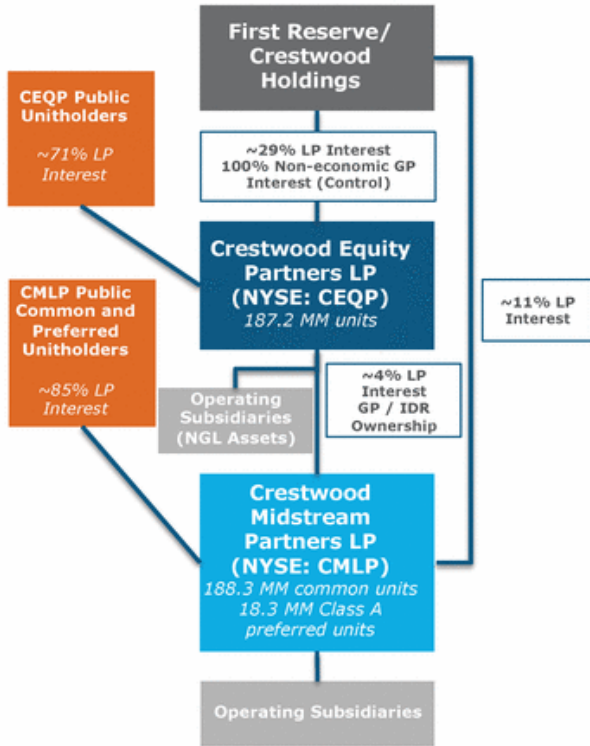 First Reserve/
Crestwood
Holdings
CEQP Public
Unitholders
~71% LP
Interest
~29% LP Interest
100% Non-economic GP
Interest (Control)
Crestwood Equity
Partners LP
(NYSE: CEQP)
187.2 MM units
CMLP Public
Common and
Preferred
Unitholders
~85% LP
Interest
~11% LP
Interest
Operating
Subsidiaries
(NGL Assets)
~4% LP
Interest
GP / IDR
Ownership
Crestwood
Midstream
Partners LP
(NYSE: CMLP)
188.3 MM common units
18.3 MM Class A
preferred units
Operating Subsidiaries